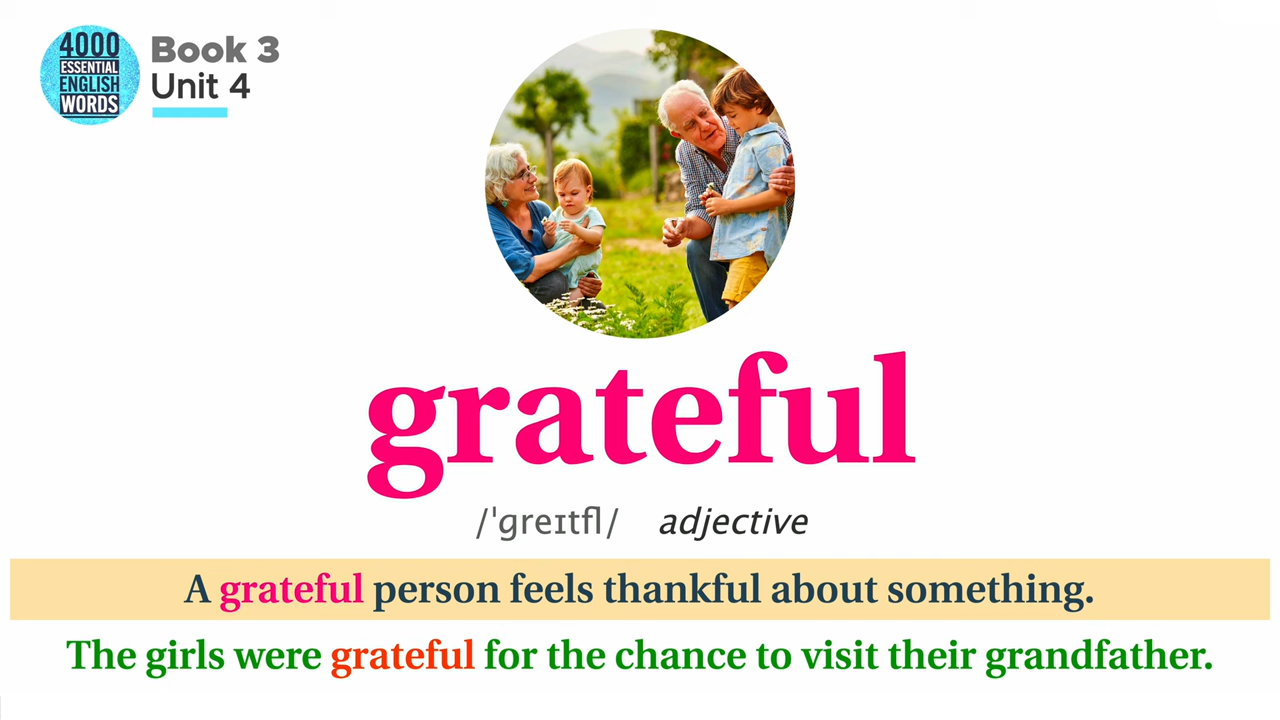 4000
ESSENTIAL
ENGLISH
WORDS
Book 3
Unit 4
grateful
/ˈɡreɪtfl/ adjective
A grateful person feels thankful about something.
The girls were grateful for the chance to visit their grandfather.